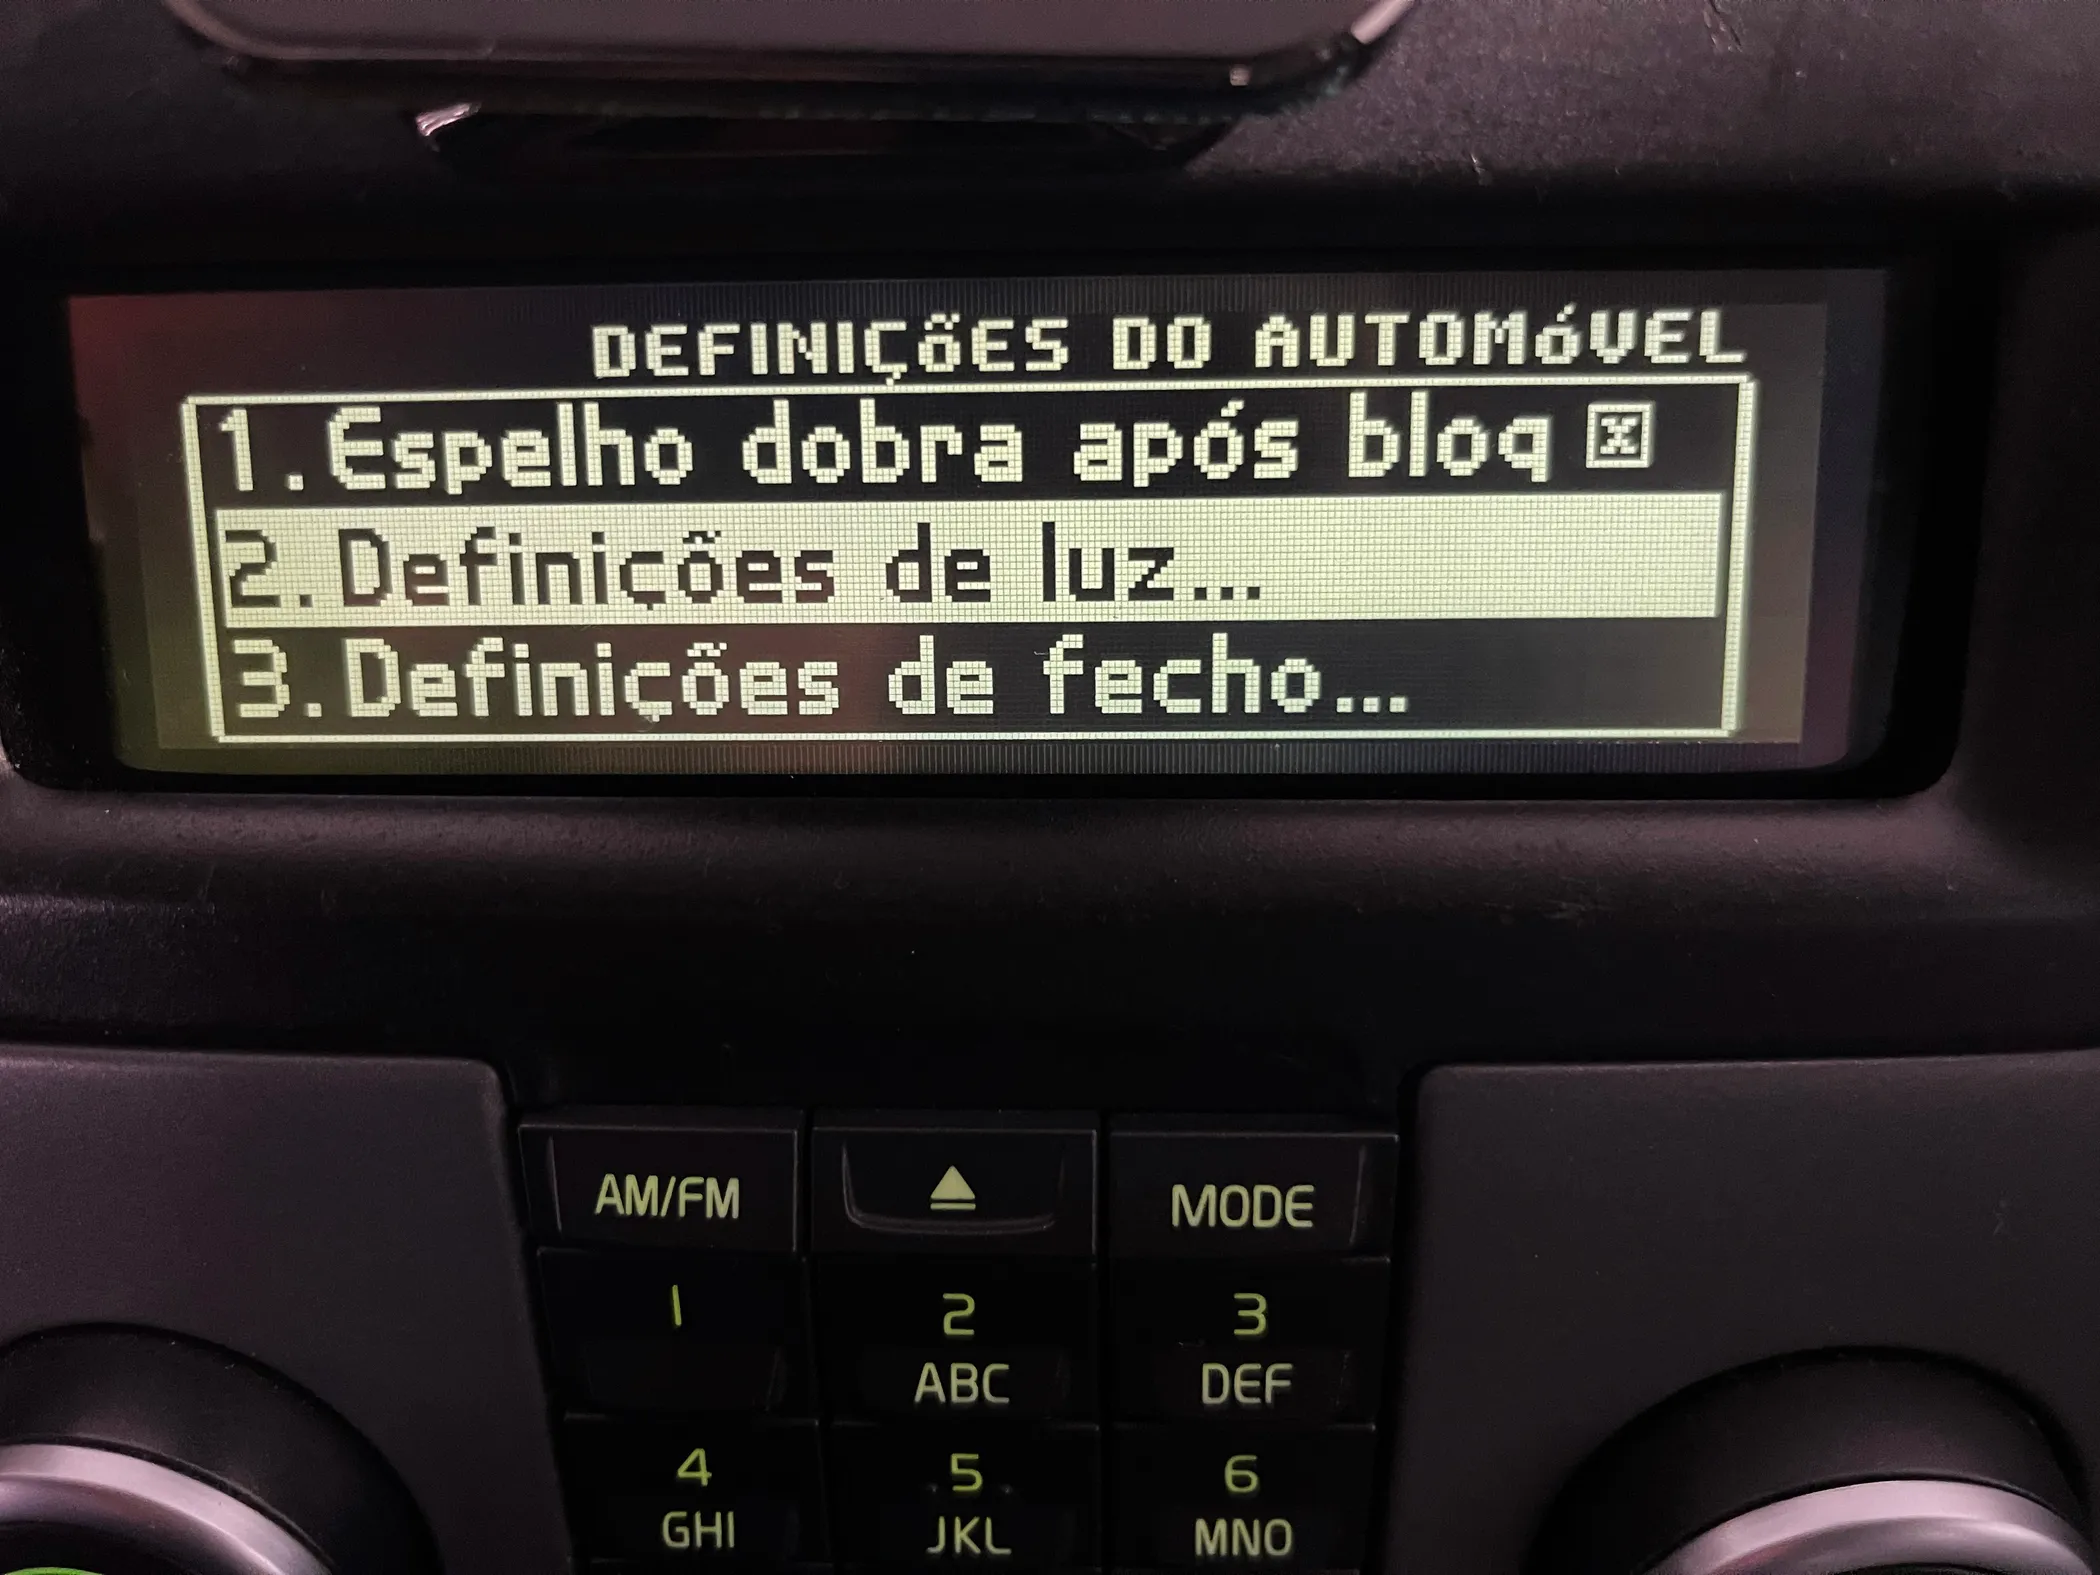 DEFINIÇÕES DO AUTOMÓVEL
1. Espelho dobra após bloq
2. Definições de luz...
3. Definições de fecho...
AM/FM
MODE
1
2
3
ABC
DEF
4
5
6
GHI
JKL
MNO